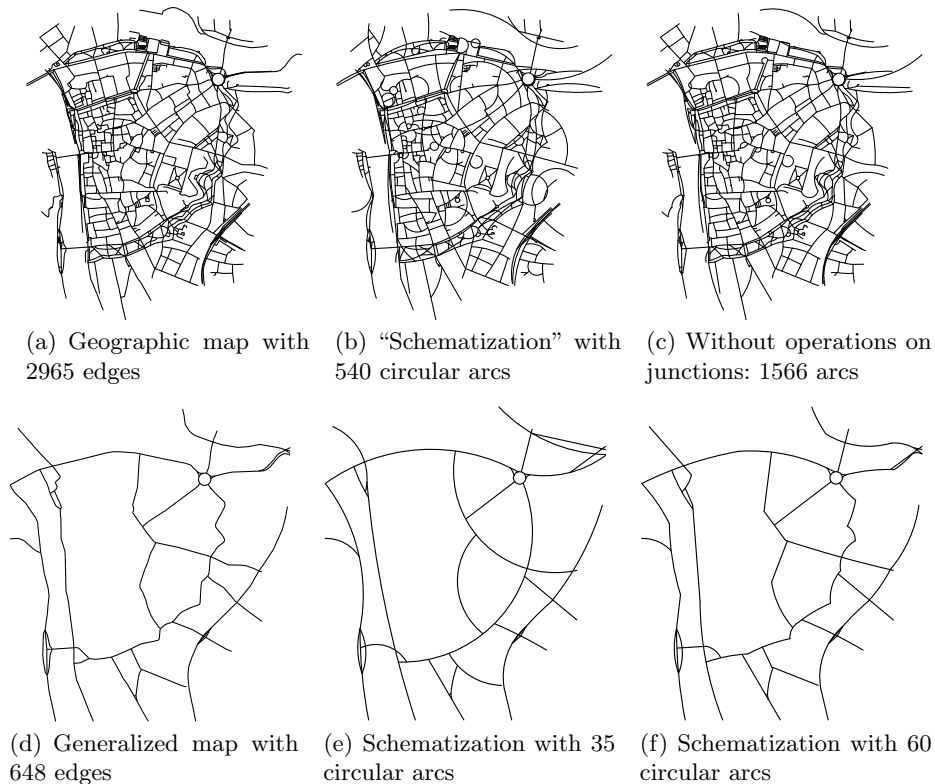 (a) Geographic map with
2965 edges
(b) “Schematization” with
540 circular arcs
(c) Without operations on
junctions: 1566 arcs
(d) Generalized map with
648 edges
(e) Schematization with 35
circular arcs
(f) Schematization with 60
circular arcs